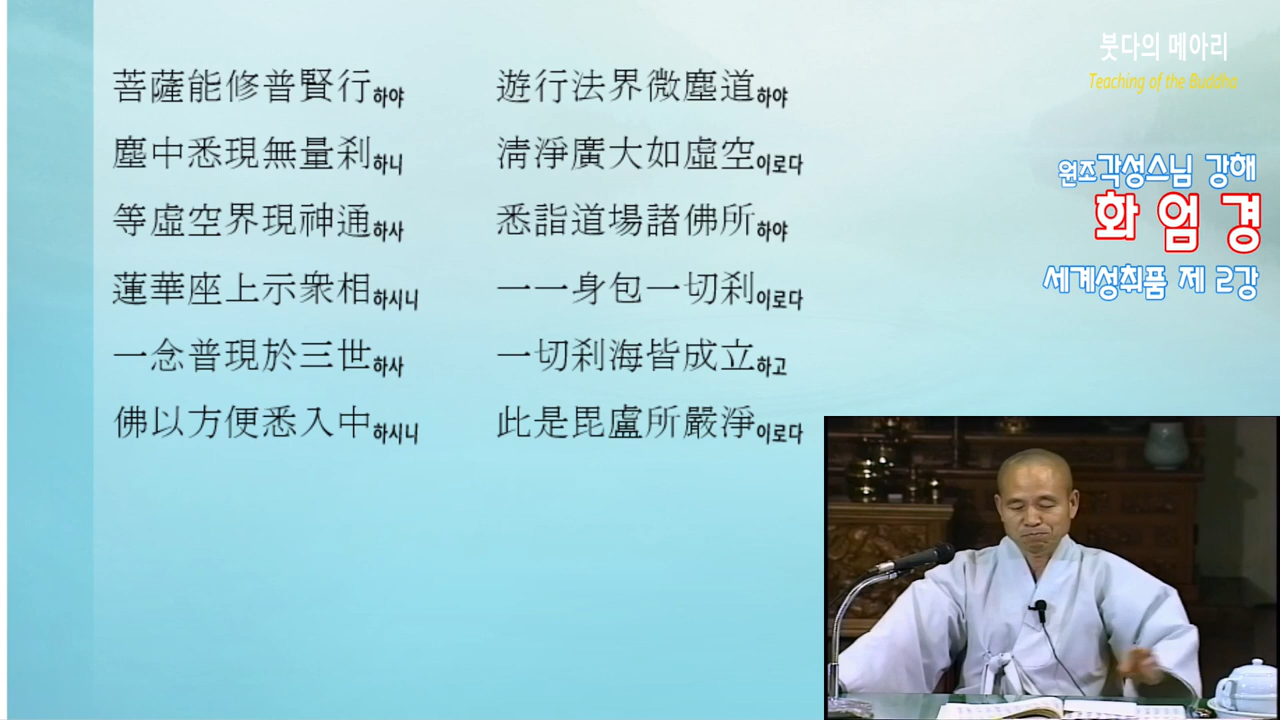 菩薩能修普賢行하야 遊行法界微塵道하야
塵中悉現無量刹하니 淸淨廣大如虛空이로다
等虛空界現神通하사 悉詣道場諸佛所하야
蓮華座上示衆相하시니 一一身包一切刹이로다
一念普現於三世하사 一切刹海皆成立하고
佛以方便悉入中하시니 此是毘盧所嚴淨이로다
붓다의 메아리
Teaching of the Buddha
원조각성스님 강해
화엄경
세계성취품 제 2강